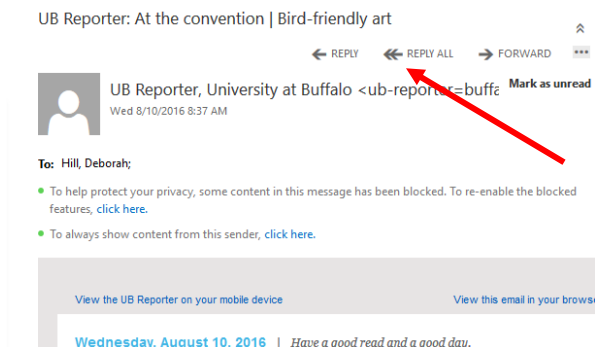 UB Reporter: At the convention | Bird-friendly art
REPLY REPLY ALL FORWARD
UB Reporter, University at Buffalo <ub-reporter=buffa Mark as unread
Wed 8/10/2016 8:37 AM
To: Hill, Deborah;
To help protect your privacy, some content in this message has been blocked. To re-enable the blocked
features, click here.
To always show content from this sender, click here.
View the UB Reporter on your mobile device View this email in your browse
Wednesday, August 10, 2016 | Have a good read and a good day.